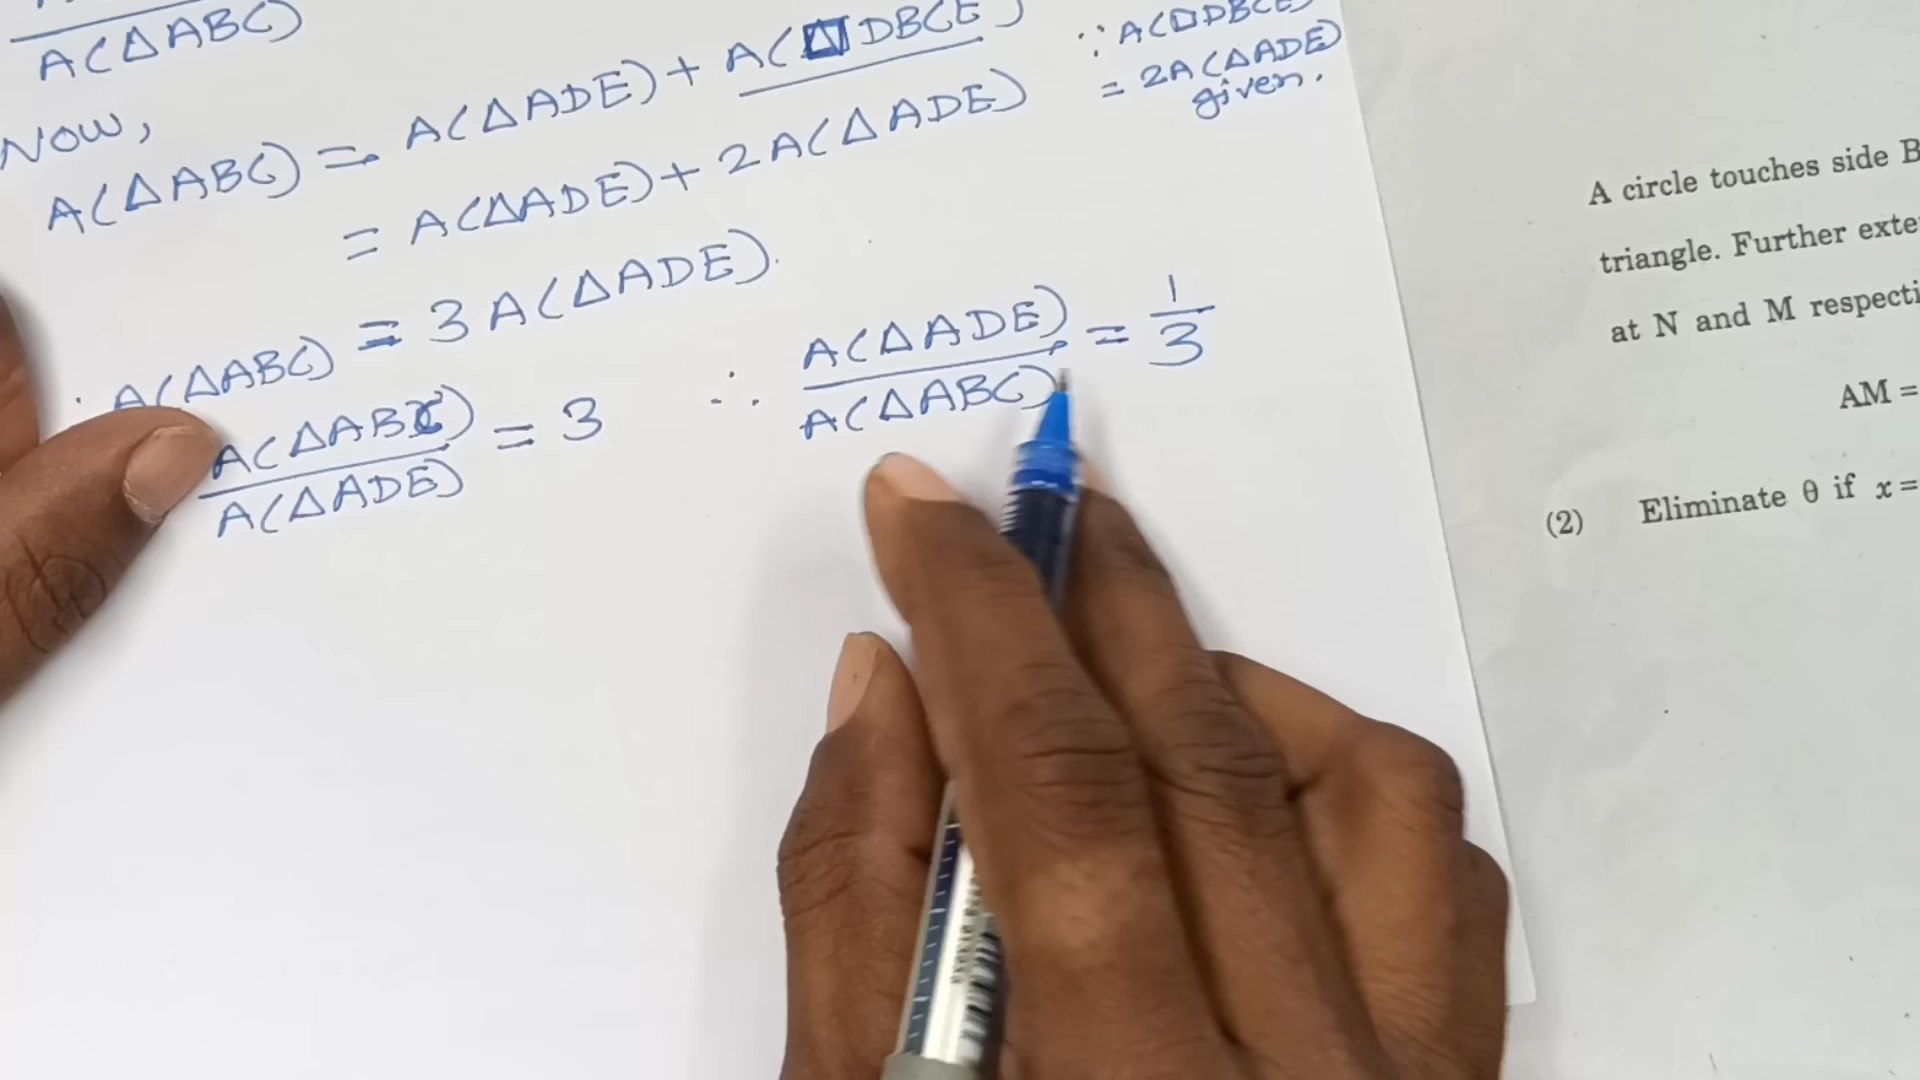 A(△ABC)
Now,
A(△ABC) = A(△ADE) + A(□DBCE)
∵ A(□DBCE)
= 2A(△ADE)
given.
= A(△ADE) + 2A(△ADE)
= 3A(△ADE).
A(△ABC)
A(△ABC)/A(△ADE) = 3
∴ A(△ADE)/A(△ABC) = 1/3
A circle touches side B
triangle. Further exte
at N and M respecti
AM =
(2) Eliminate θ if x =